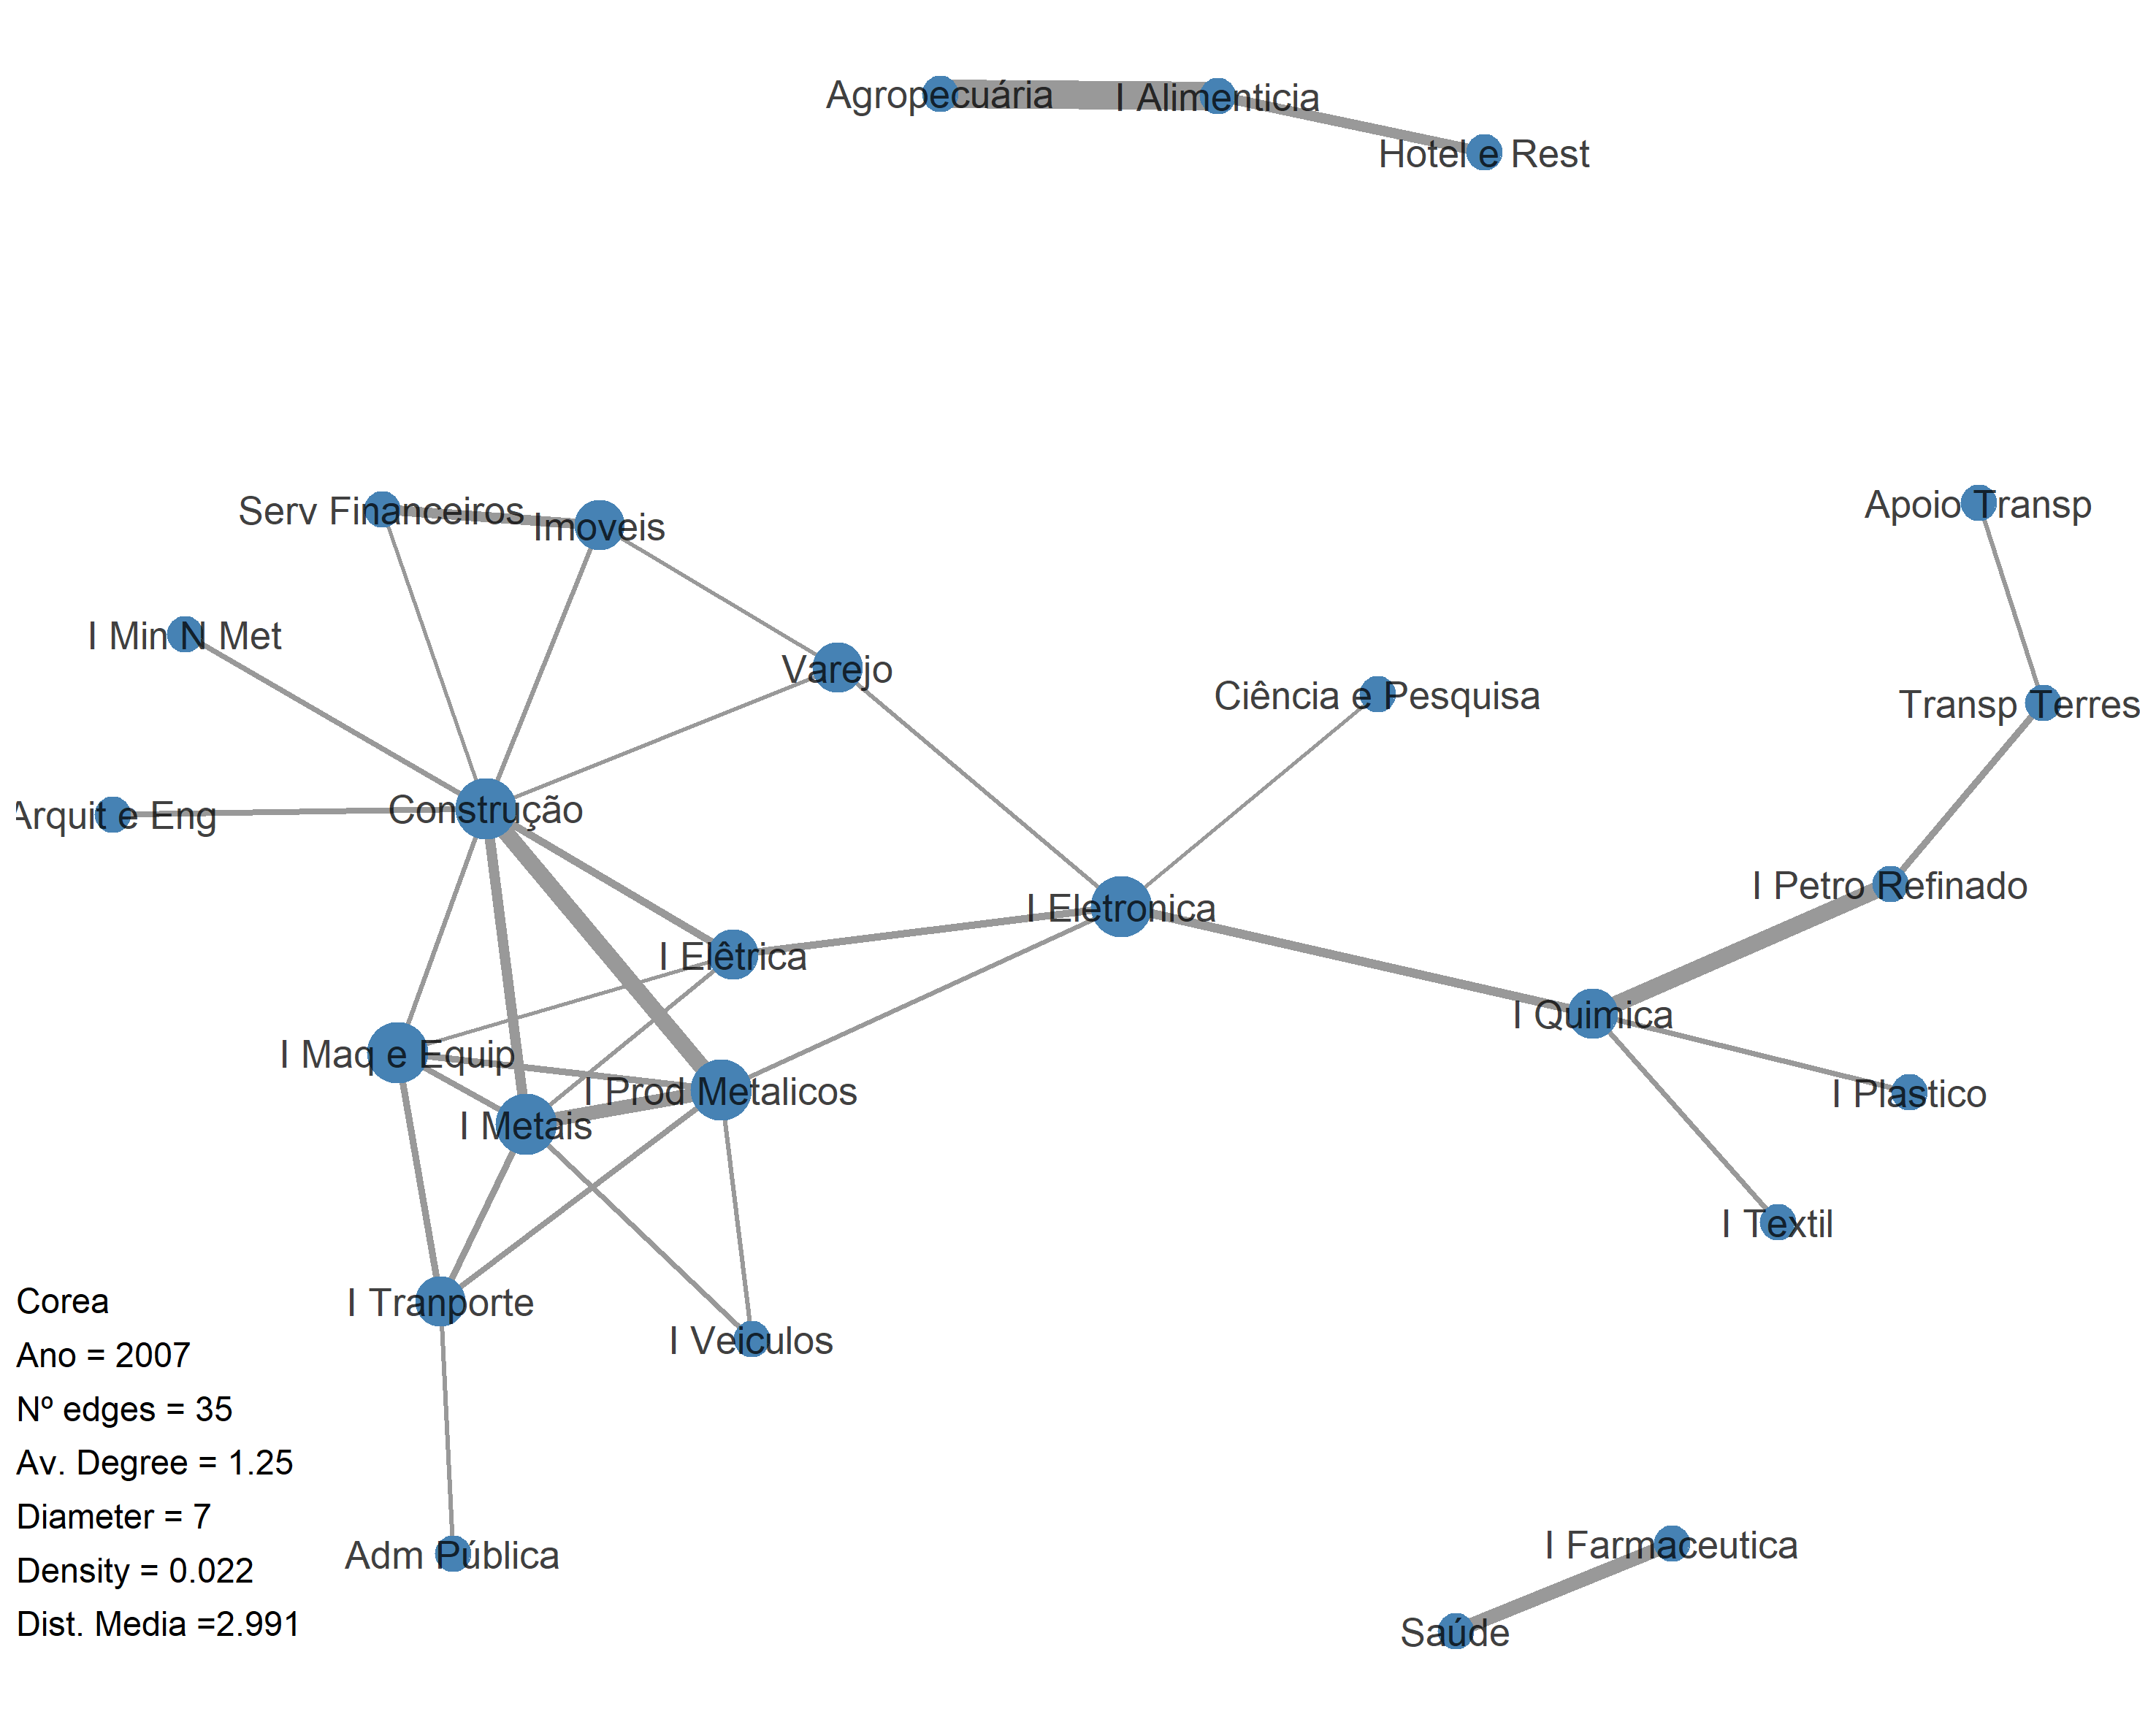 Agropecuária
I Alimenticia
Hotel e Rest
Serv Financeiros
Imoveis
Apoio Transp
I Min N Met
Varejo
Ciência e Pesquisa
Transp Terres
Arquit e Eng
Construção
I Petro Refinado
I Eletronica
I Elêtrica
I Quimica
I Maq e Equip
I Prod Metalicos
I Plastico
I Metais
I Textil
I Tranporte
I Veiculos
Corea
Ano = 2007
Nº edges = 35
Av. Degree = 1.25
Diameter = 7
Density = 0.022
Dist. Media =2.991
Adm Pública
I Farmaceutica
Saúde